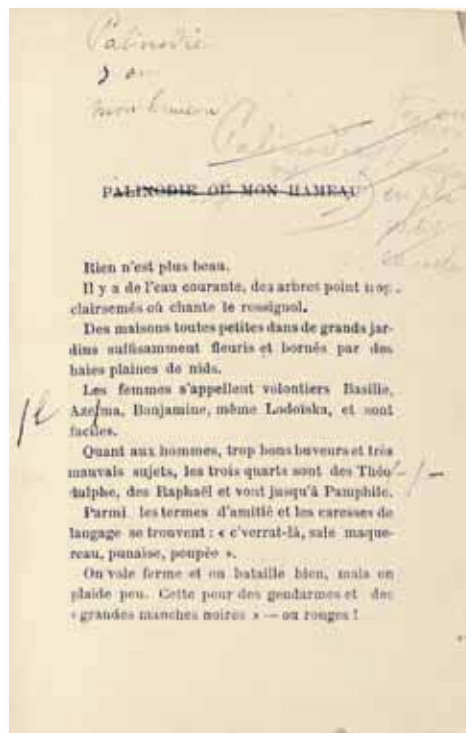 Palinodie
ou
mon hameau
Palinodie
PALINODIE OU MON HAMEAU
Rien n'est plus beau.
Il y a de l'eau courante, des arbres point trop
clairsemés où chante le rossignol.
Des maisons toutes petites dans de grands jar-
dins suffisamment fleuris et bornés par des
haies plaines de nids.
Les femmes s'appellent volontiers Basilie,
Azelma, Benjamine, même Lodoïska, et sont
faciles.
Quant aux hommes, trop bons buveurs et très
mauvais sujets, les trois quarts sont des Théo
dulphe, des Raphaël et vont jusqu'à Pamphile.
Parmi les termes d'amitié et les caresses de
langage se trouvent : « c'verrat-là, sale maque-
reau, punaise, poupée ».
On vole ferme et on bataille bien, mais on
plaide peu. Cette peur des gendarmes et des
« grandes manches noires » — ou rouges !